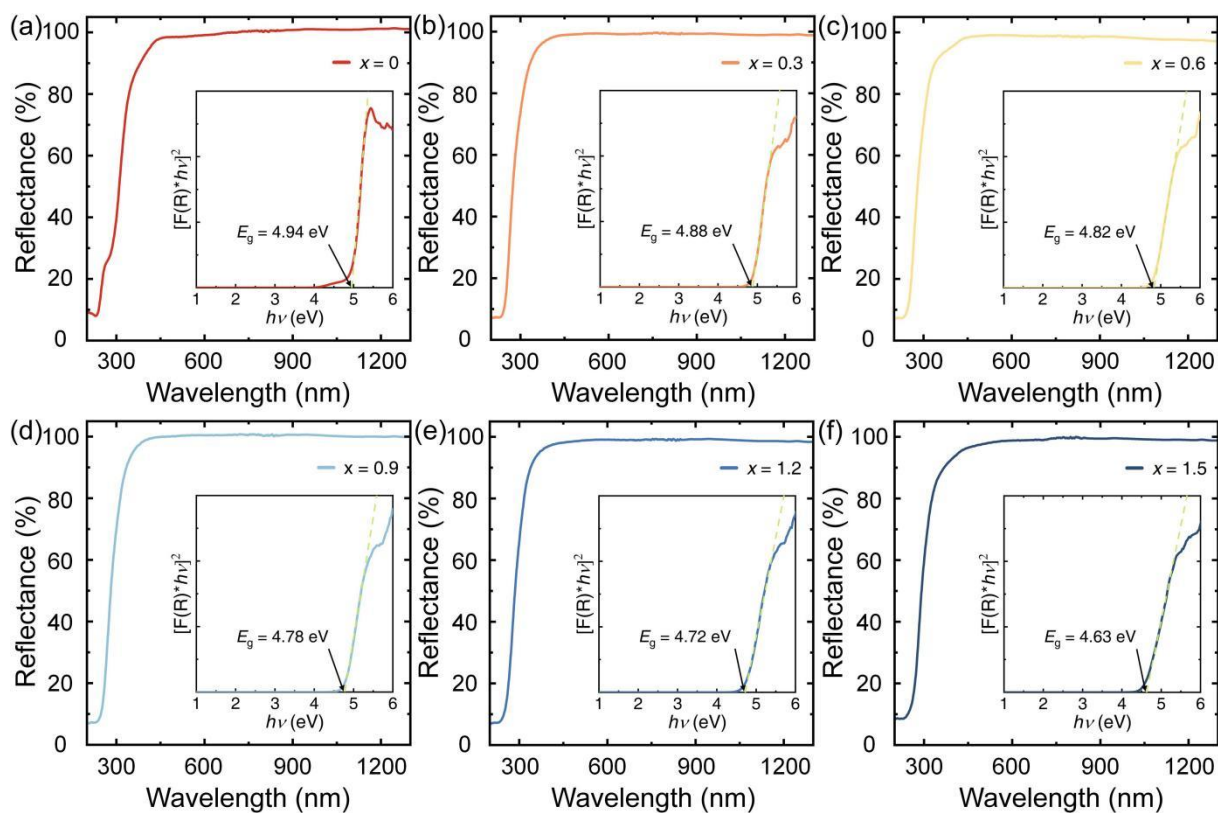 (a)
100
80
60
40
20
0
Reflectance (%)
x = 0
[F(R)*hν]²
Eg = 4.94 eV
1 2 3 4 5 6
hν (eV)
300 600 900 1200
Wavelength (nm)
(b)
100
80
60
40
20
0
Reflectance (%)
x = 0.3
[F(R)*hν]²
Eg = 4.88 eV
1 2 3 4 5 6
hν (eV)
300 600 900 1200
Wavelength (nm)
(c)
100
80
60
40
20
0
Reflectance (%)
x = 0.6
[F(R)*hν]²
Eg = 4.82 eV
1 2 3 4 5 6
hν (eV)
300 600 900 1200
Wavelength (nm)
(d)
100
80
60
40
20
0
Reflectance (%)
x = 0.9
[F(R)*hν]²
Eg = 4.78 eV
1 2 3 4 5 6
hν (eV)
300 600 900 1200
Wavelength (nm)
(e)
100
80
60
40
20
0
Reflectance (%)
x = 1.2
[F(R)*hν]²
Eg = 4.72 eV
1 2 3 4 5 6
hν (eV)
300 600 900 1200
Wavelength (nm)
(f)
100
80
60
40
20
0
Reflectance (%)
x = 1.5
[F(R)*hν]²
Eg = 4.63 eV
1 2 3 4 5 6
hν (eV)
300 600 900 1200
Wavelength (nm)